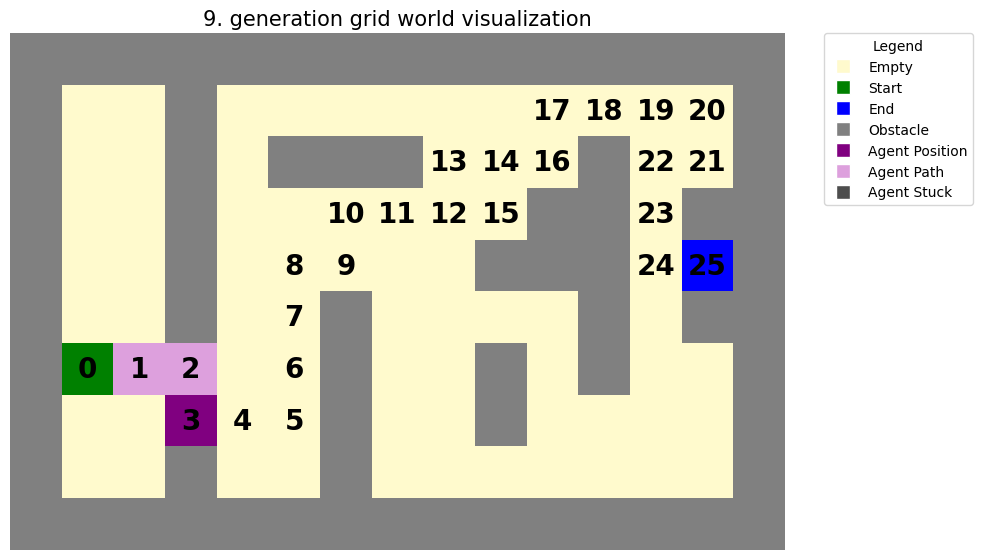 9. generation grid world visualization
Legend
Empty
Start
End
Obstacle
Agent Position
Agent Path
Agent Stuck
17 18 19 20
13 14 16 22 21
10 11 12 15 23
8 9 24 25
7
0 1 2 6
3 4 5